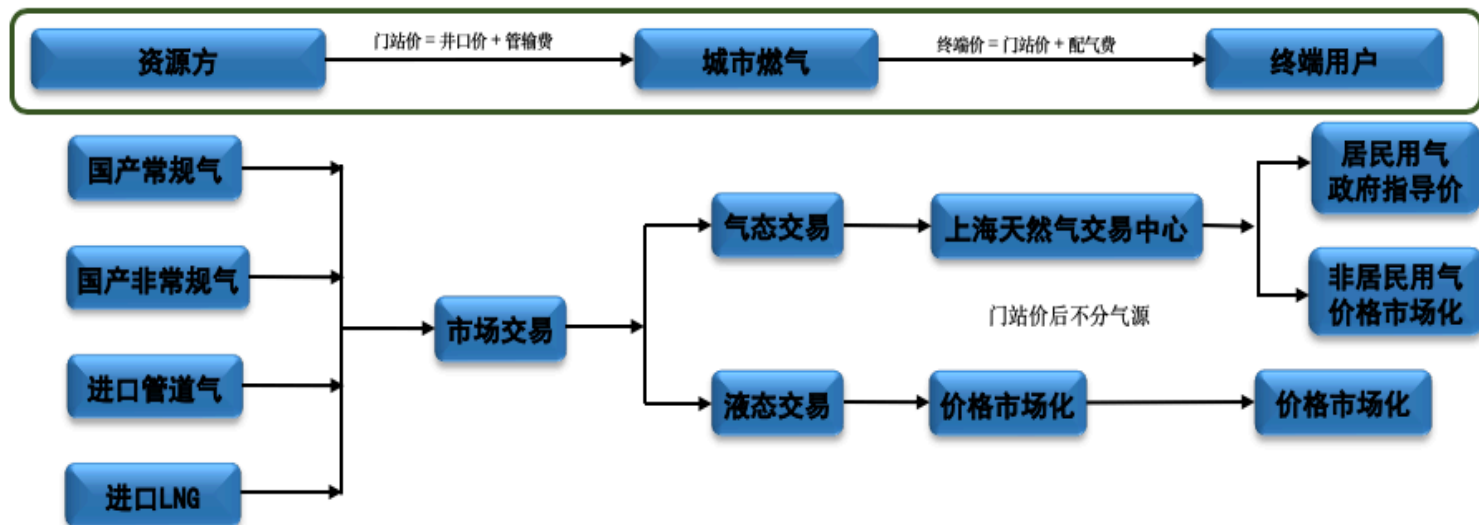 资源方
门站价 = 井口价 + 管输费
城市燃气
终端价 = 门站价 + 配气费
终端用户
国产常规气
国产非常规气
进口管道气
进口LNG
市场交易
气态交易
上海天然气交易中心
居民用气
政府指导价
非居民用气
价格市场化
门站价后不分气源
液态交易
价格市场化
价格市场化